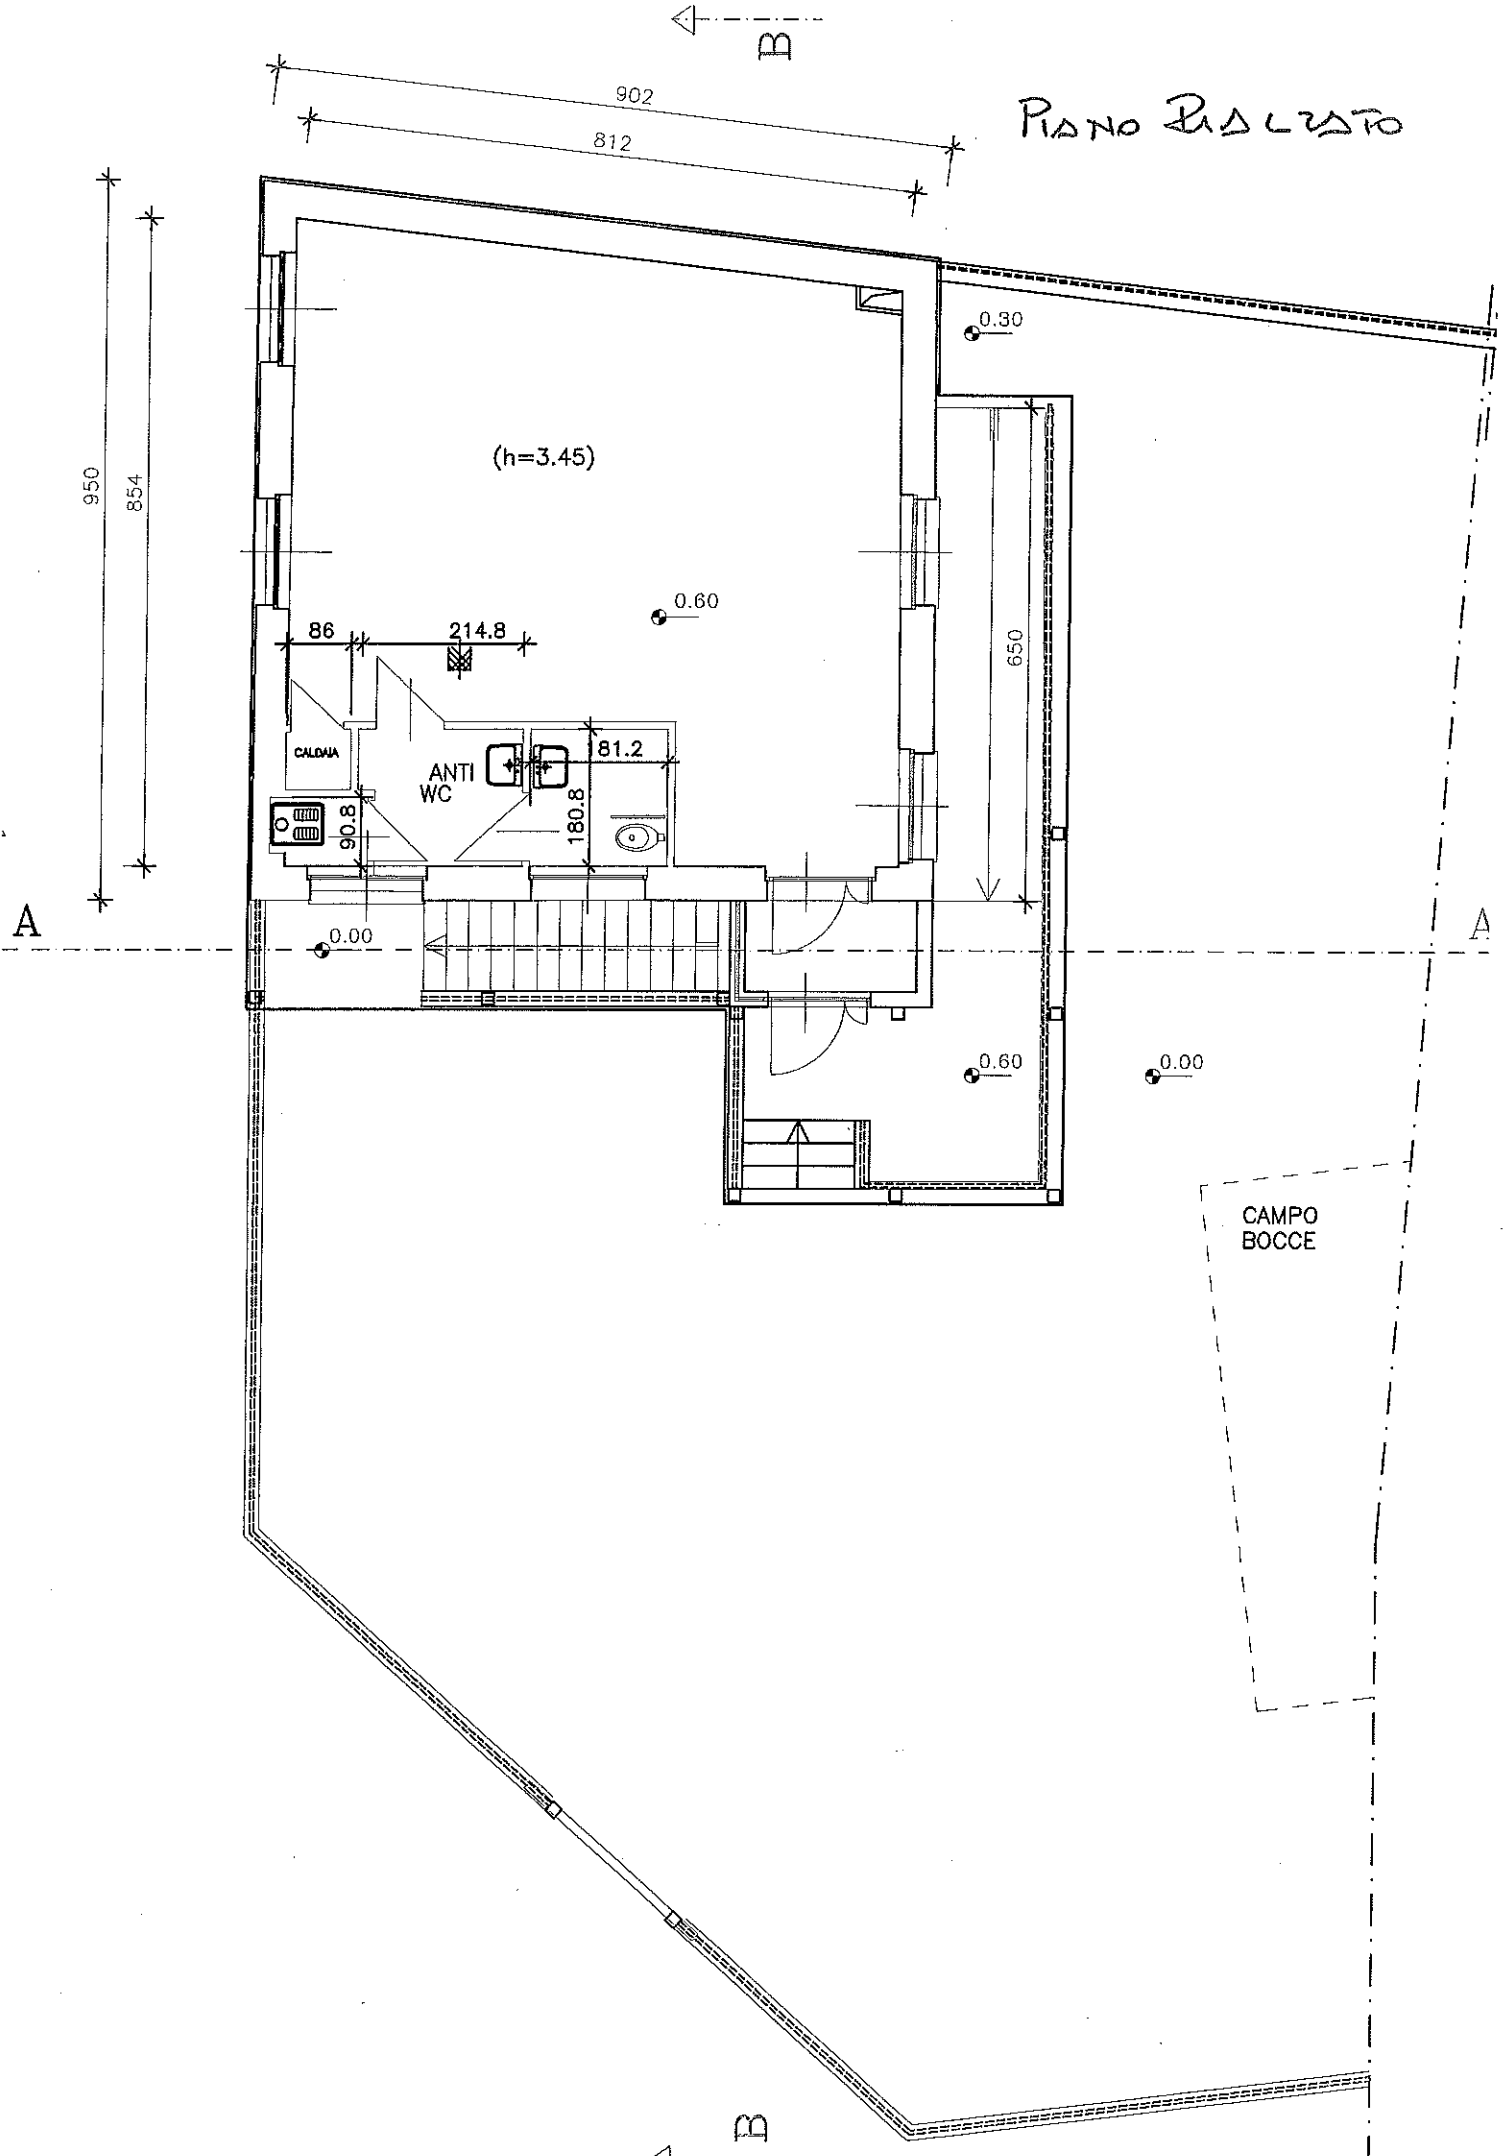 B
902
PIANO RIALZATO
812
0.30
(h=3.45)
950
854
0.60
86
214.8
650
CALDAIA
ANTI
WC
81.2
90.8
180.8
A
0.00
A
0.60
0.00
CAMPO
BOCCE
B